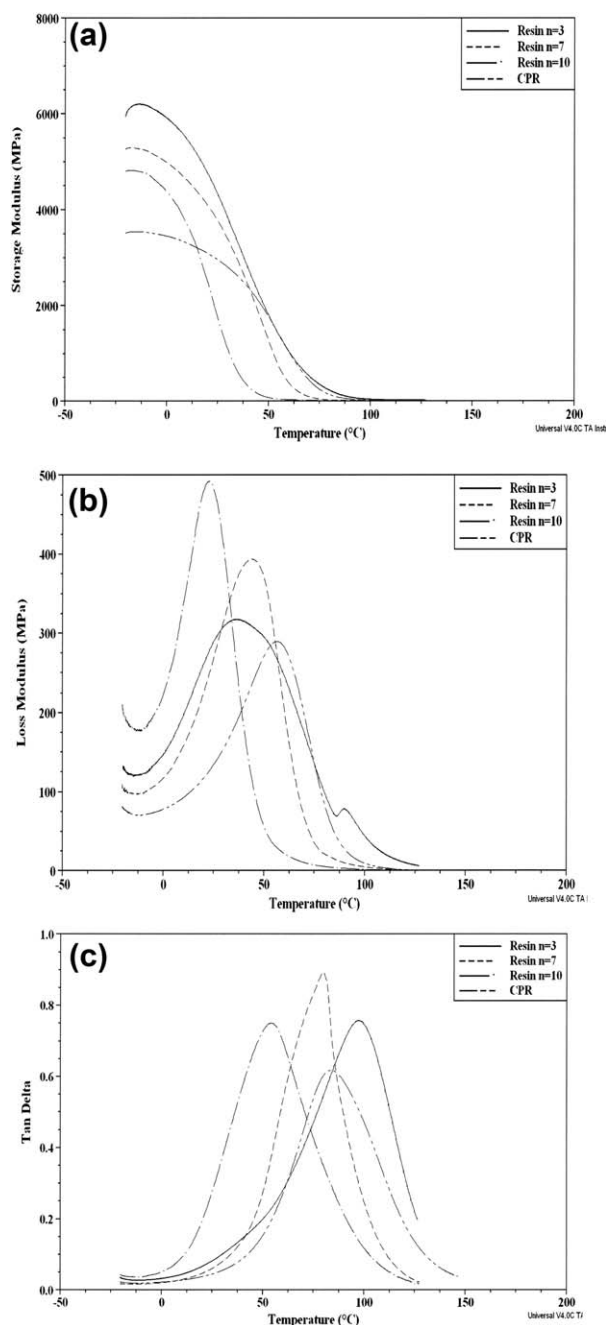 (a)
Resin n=3
Resin n=7
Resin n=10
CPR
8000
6000
4000
2000
0
Storage Modulus (MPa)
-50 0 50 100 150 200
Temperature (°C)
Universal V4.0C TA Inst
(b)
Resin n=3
Resin n=7
Resin n=10
CPR
500
400
300
200
100
0
Loss Modulus (MPa)
-50 0 50 100 150 200
Temperature (°C)
Universal V4.0C TA I
(c)
Resin n=3
Resin n=7
Resin n=10
CPR
1.0
0.8
0.6
0.4
0.2
0.0
Tan Delta
-50 0 50 100 150 200
Temperature (°C)
Universal V4.0C T/